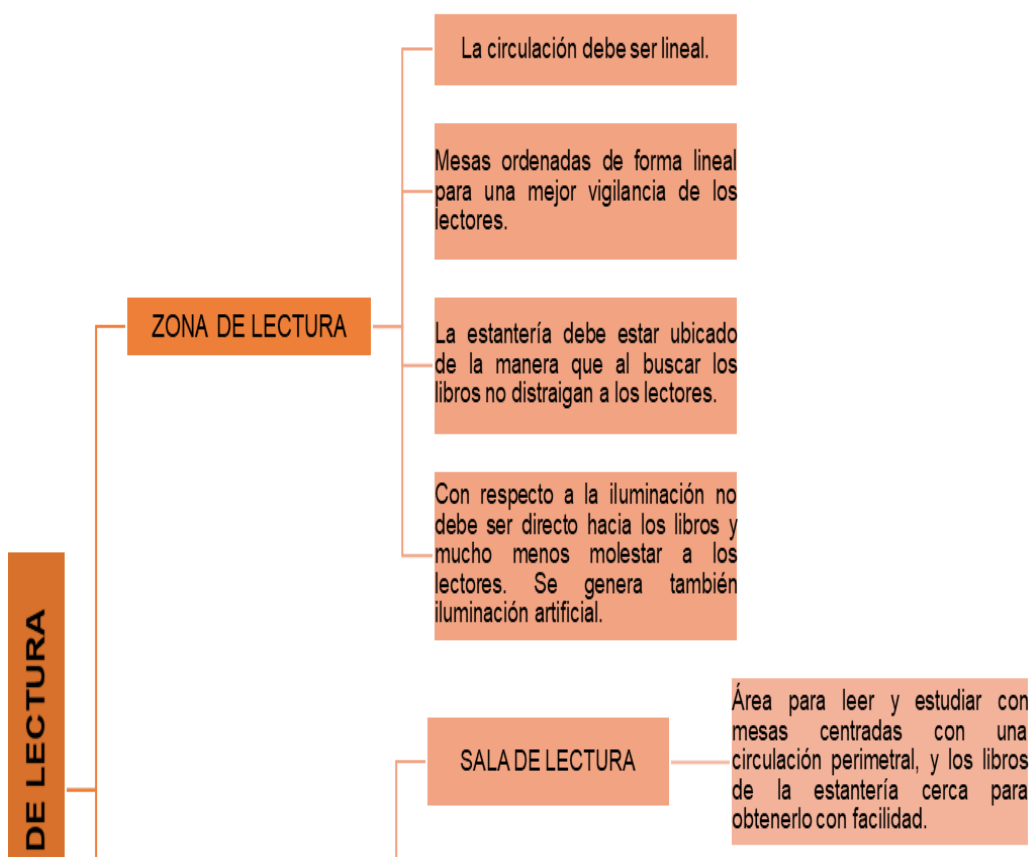 La circulación debe ser lineal.
Mesas ordenadas de forma lineal
para una mejor vigilancia de los
lectores.
ZONA DE LECTURA
La estantería debe estar ubicado
de la manera que al buscar los
libros no distraigan a los lectores.
Con respecto a la iluminación no
debe ser directo hacia los libros y
mucho menos molestar a los
lectores. Se genera también
iluminación artificial.
DE LECTURA
SALA DE LECTURA
Área para leer y estudiar con
mesas centradas con una
circulación perimetral, y los libros
de la estantería cerca para
obtenerlo con facilidad.